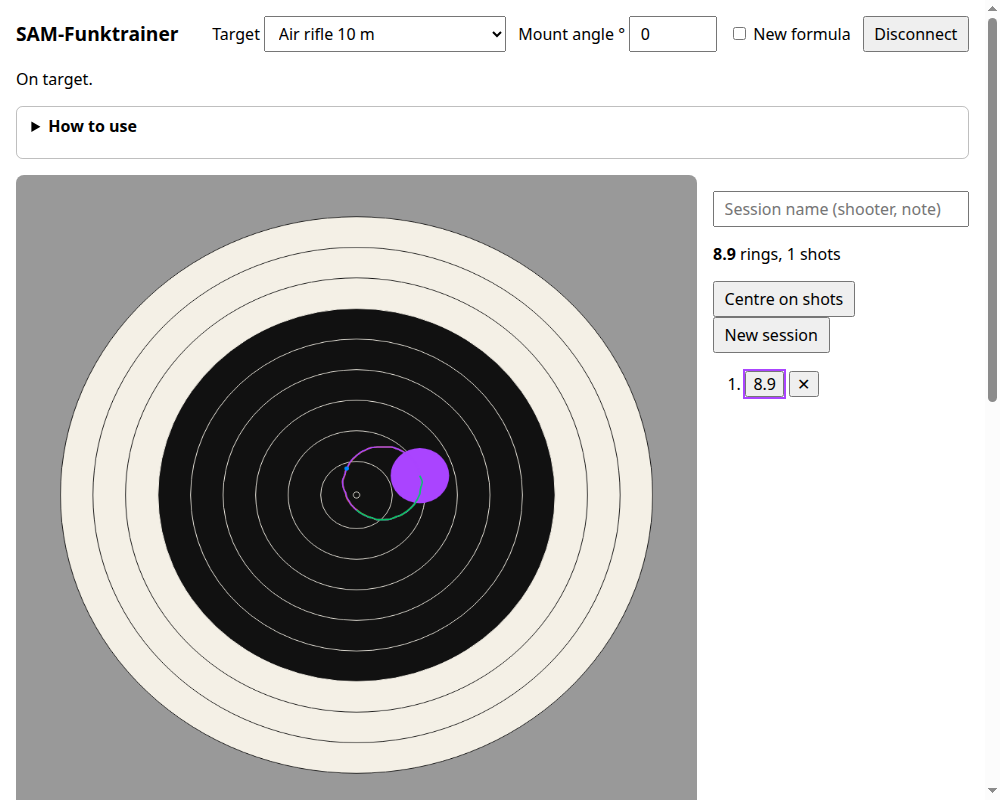 SAM-Funktrainer Target Air rifle 10 m Mount angle ° 0 New formula Disconnect
On target.
How to use
Session name (shooter, note)
8.9 rings, 1 shots
Centre on shots
New session
1. 8.9 ✕